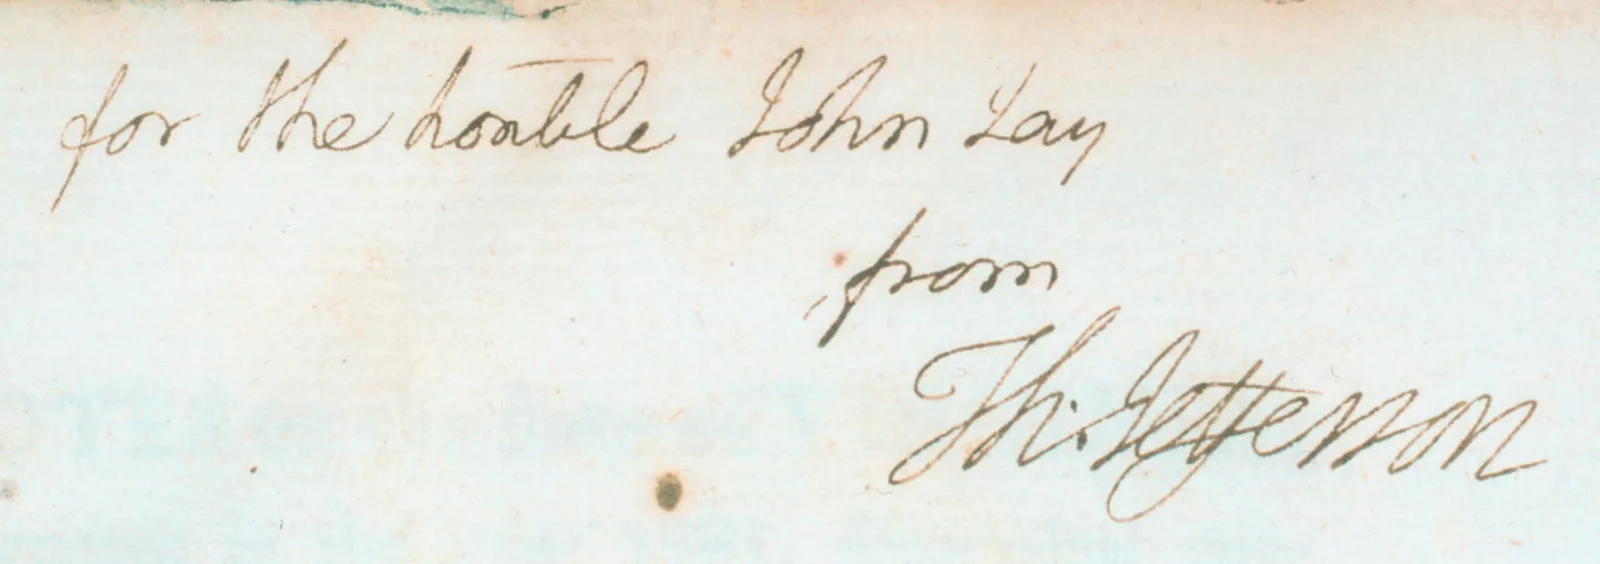 for the honble John Jay
from
Th: Jefferson